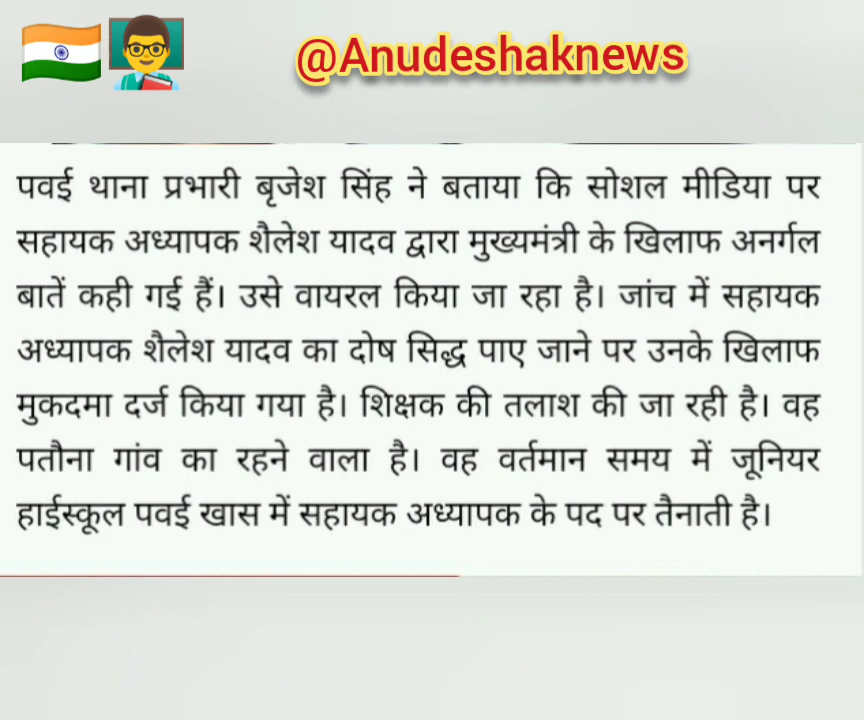 @Anudeshaknews
पवई थाना प्रभारी बृजेश सिंह ने बताया कि सोशल मीडिया पर
सहायक अध्यापक शैलेश यादव द्वारा मुख्यमंत्री के खिलाफ अनर्गल
बातें कही गई हैं। उसे वायरल किया जा रहा है। जांच में सहायक
अध्यापक शैलेश यादव का दोष सिद्ध पाए जाने पर उनके खिलाफ
मुकदमा दर्ज किया गया है। शिक्षक की तलाश की जा रही है। वह
पतौना गांव का रहने वाला है। वह वर्तमान समय में जूनियर
हाईस्कूल पवई खास में सहायक अध्यापक के पद पर तैनाती है।